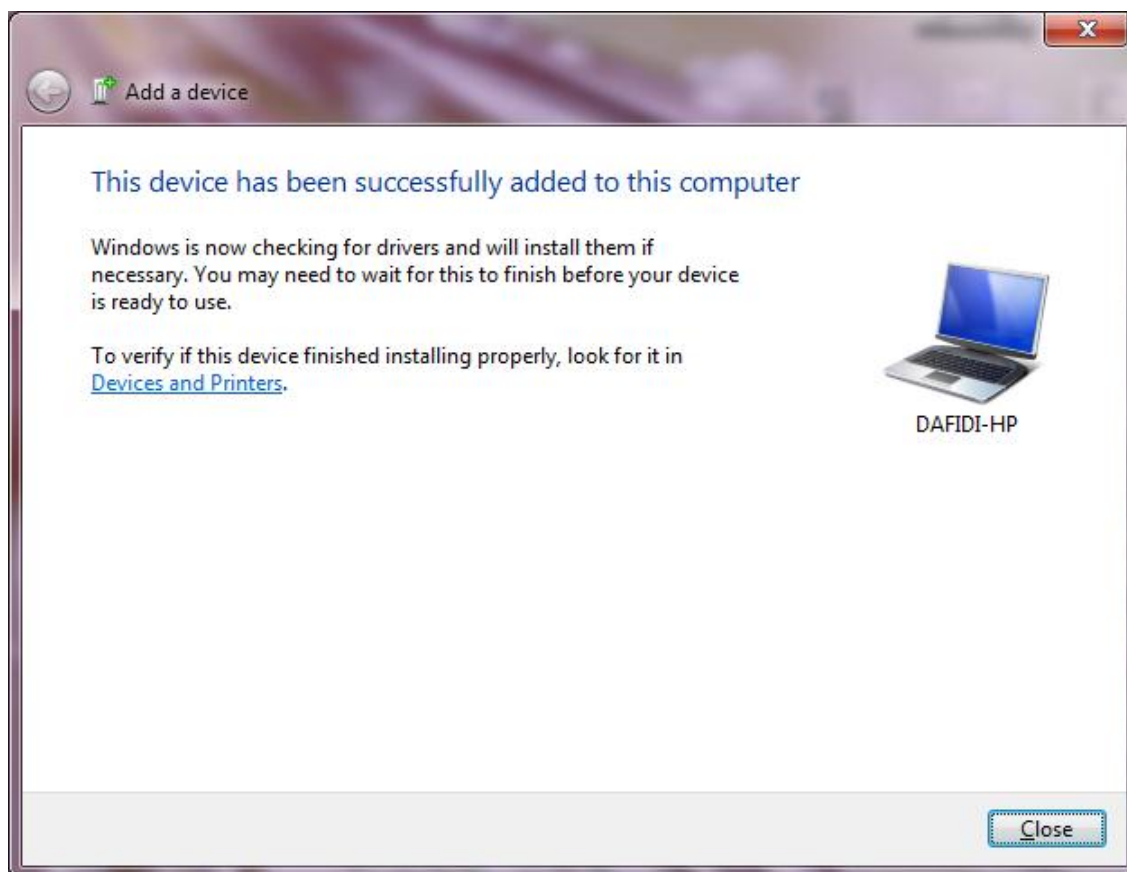 Add a device
This device has been successfully added to this computer
Windows is now checking for drivers and will install them if
necessary. You may need to wait for this to finish before your device
is ready to use.
To verify if this device finished installing properly, look for it in
Devices and Printers.
DAFIDI-HP
Close